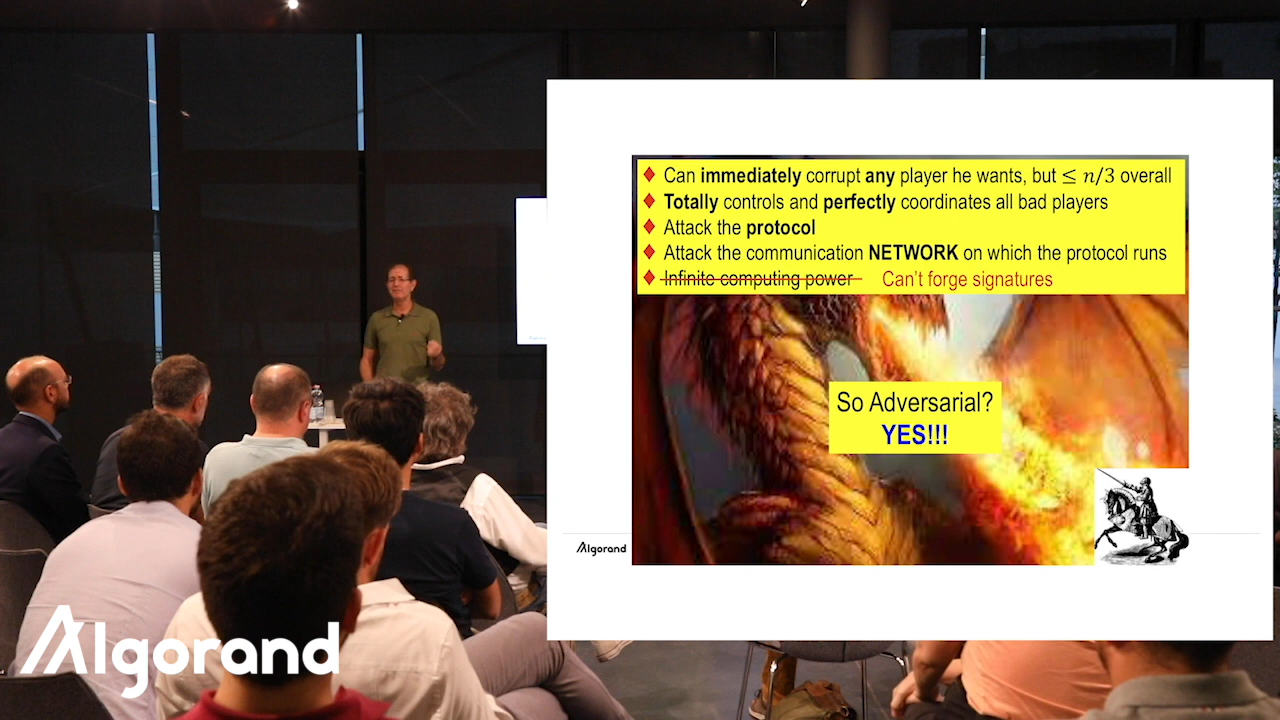 Can immediately corrupt any player he wants, but ≤ n/3 overall
Totally controls and perfectly coordinates all bad players
Attack the protocol
Attack the communication NETWORK on which the protocol runs
Infinite computing power Can't forge signatures
So Adversarial?
YES!!!
Algorand
Algorand